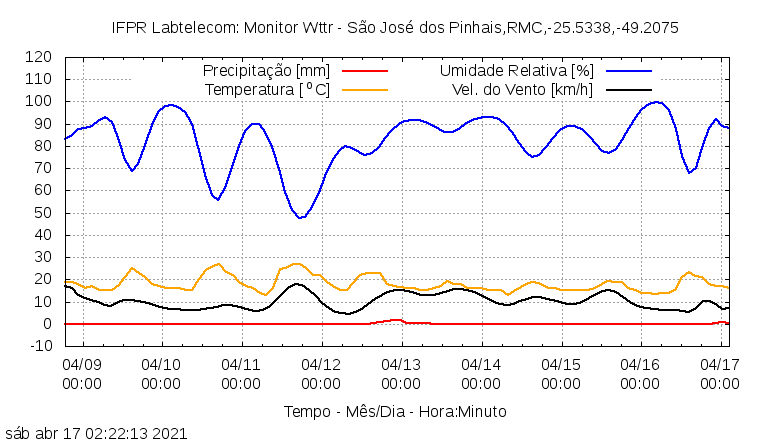 IFPR Labtelecom: Monitor Wttr - São José dos Pinhais,RMC,-25.5338,-49.2075
Precipitação [mm]
Umidade Relativa [%]
Temperatura [⁰C]
Vel. do Vento [km/h]
120
110
100
90
80
70
60
50
40
30
20
10
0
-10
04/09 04/10 04/11 04/12 04/13 04/14 04/15 04/16 04/17
00:00 00:00 00:00 00:00 00:00 00:00 00:00 00:00 00:00
Tempo - Mês/Dia - Hora:Minuto
sáb abr 17 02:22:13 2021